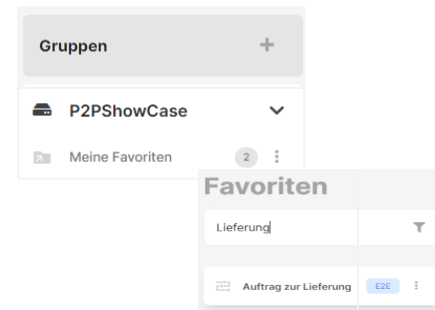 Gruppen
P2PShowCase
Meine Favoriten 2
Favoriten
Lieferung
Auftrag zur Lieferung E2E